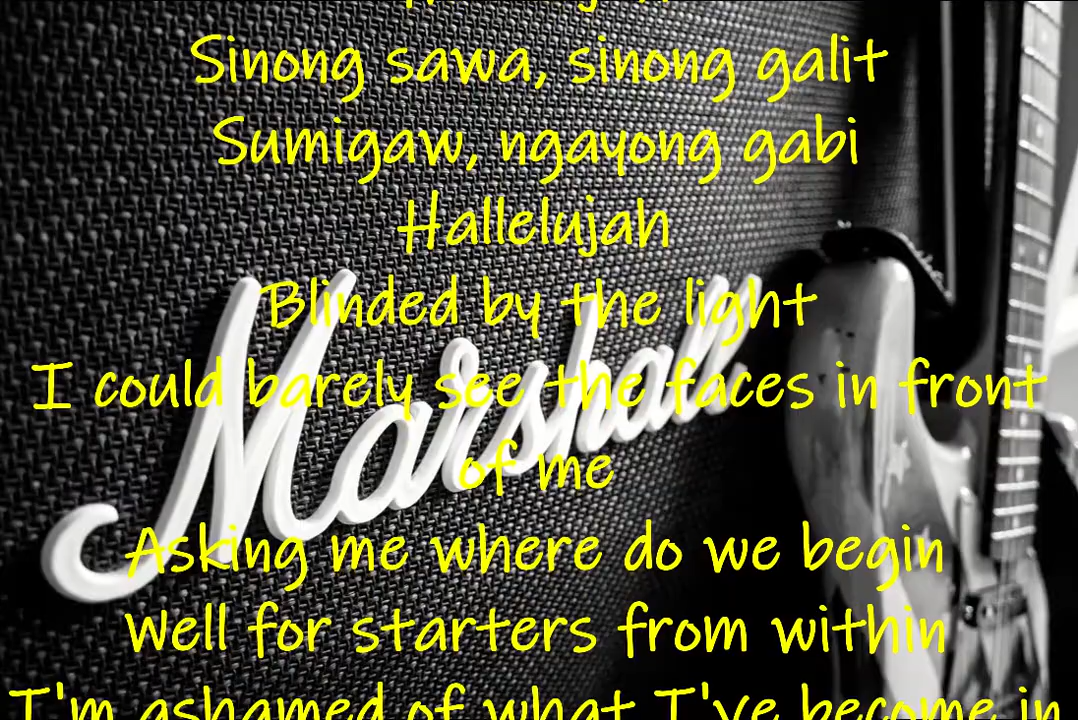 Sinong sawa, sinong galit
Sumigaw, ngayong gabi
Hallelujah
Blinded by the light
I could barely see the faces in front
of me
Marshall
Asking me where do we begin
Well for starters from within
I'm ashamed of what I've become in